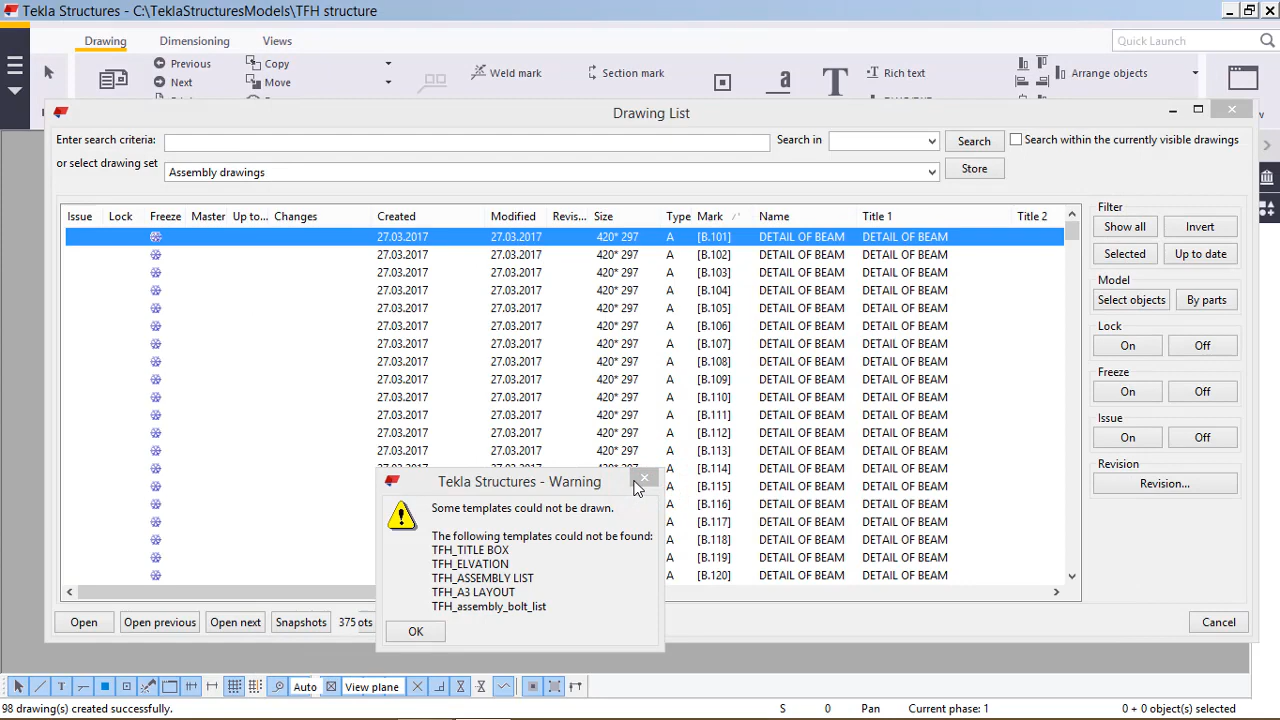 Tekla Structures - C:\TeklaStructuresModels\TFH structure
Drawing Dimensioning Views
Quick Launch
Previous Copy Weld mark Section mark Rich text Arrange objects
Next Move
Drawing List
Enter search criteria: Search in Search Search within the currently visible drawings
or select drawing set Assembly drawings Store
Issue Lock Freeze Master Up to... Changes Created Modified Revis... Size Type Mark Name Title 1 Title 2
27.03.2017 27.03.2017 420* 297 A [B.101] DETAIL OF BEAM DETAIL OF BEAM
27.03.2017 27.03.2017 420* 297 A [B.102] DETAIL OF BEAM DETAIL OF BEAM
27.03.2017 27.03.2017 420* 297 A [B.103] DETAIL OF BEAM DETAIL OF BEAM
27.03.2017 27.03.2017 420* 297 A [B.104] DETAIL OF BEAM DETAIL OF BEAM
27.03.2017 27.03.2017 420* 297 A [B.105] DETAIL OF BEAM DETAIL OF BEAM
27.03.2017 27.03.2017 420* 297 A [B.106] DETAIL OF BEAM DETAIL OF BEAM
27.03.2017 27.03.2017 420* 297 A [B.107] DETAIL OF BEAM DETAIL OF BEAM
27.03.2017 27.03.2017 420* 297 A [B.108] DETAIL OF BEAM DETAIL OF BEAM
27.03.2017 27.03.2017 420* 297 A [B.109] DETAIL OF BEAM DETAIL OF BEAM
27.03.2017 27.03.2017 420* 297 A [B.110] DETAIL OF BEAM DETAIL OF BEAM
27.03.2017 27.03.2017 420* 297 A [B.111] DETAIL OF BEAM DETAIL OF BEAM
27.03.2017 27.03.2017 420* 297 A [B.112] DETAIL OF BEAM DETAIL OF BEAM
27.03.2017 27.03.2017 420* 297 A [B.113] DETAIL OF BEAM DETAIL OF BEAM
27.03.2017 27.03.2017 420* 297 A [B.114] DETAIL OF BEAM DETAIL OF BEAM
A [B.115] DETAIL OF BEAM DETAIL OF BEAM
A [B.116] DETAIL OF BEAM DETAIL OF BEAM
A [B.117] DETAIL OF BEAM DETAIL OF BEAM
A [B.118] DETAIL OF BEAM DETAIL OF BEAM
A [B.119] DETAIL OF BEAM DETAIL OF BEAM
A [B.120] DETAIL OF BEAM DETAIL OF BEAM
Filter
Show all Invert
Selected Up to date
Model
Select objects By parts
Lock
On Off
Freeze
On Off
Issue
On Off
Revision
Revision...
Tekla Structures - Warning
Some templates could not be drawn.
The following templates could not be found:
TFH_TITLE BOX
TFH_ELVATION
TFH_ASSEMBLY LIST
TFH_A3 LAYOUT
TFH_assembly_bolt_list
OK
Open Open previous Open next Snapshots 375 ots Cancel
Auto View plane
98 drawing(s) created successfully. S 0 Pan Current phase: 1 0 + 0 object(s) selected